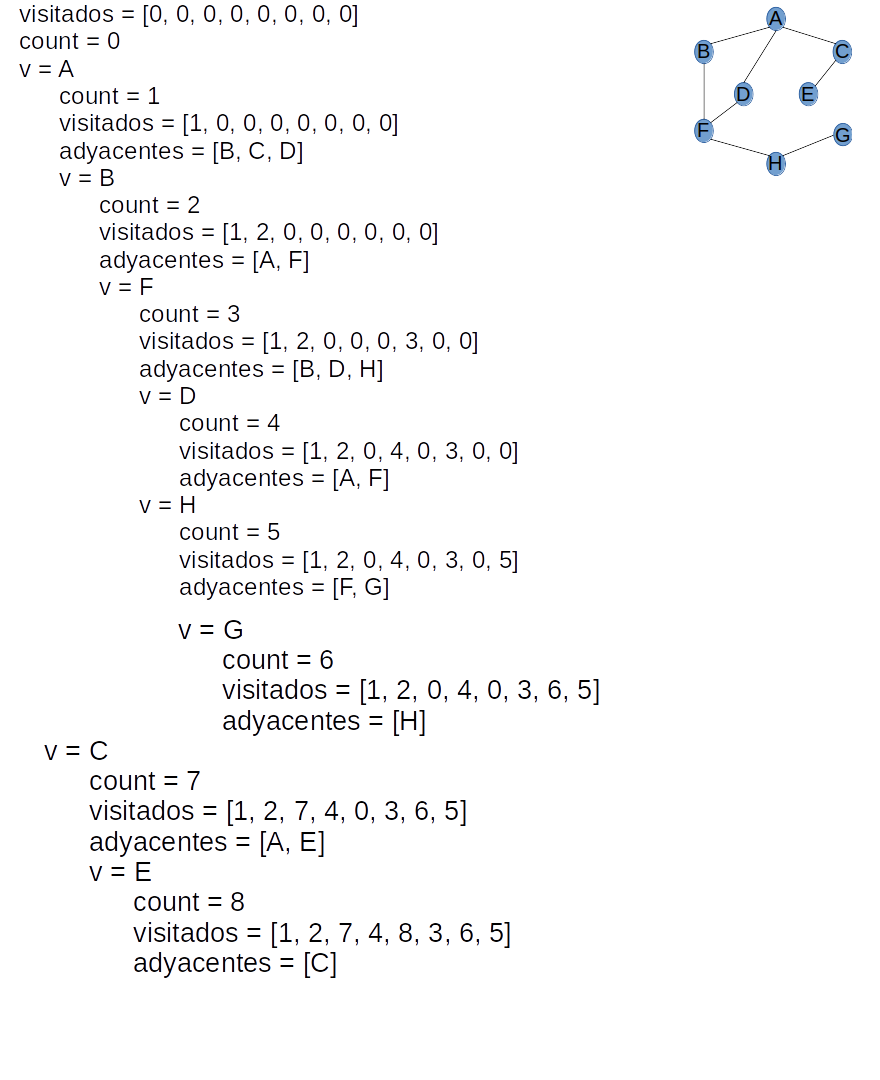 visitados = [0, 0, 0, 0, 0, 0, 0, 0]
count = 0
v = A
count = 1
visitados = [1, 0, 0, 0, 0, 0, 0, 0]
adyacentes = [B, C, D]
v = B
count = 2
visitados = [1, 2, 0, 0, 0, 0, 0, 0]
adyacentes = [A, F]
v = F
count = 3
visitados = [1, 2, 0, 0, 0, 3, 0, 0]
adyacentes = [B, D, H]
v = D
count = 4
visitados = [1, 2, 0, 4, 0, 3, 0, 0]
adyacentes = [A, F]
v = H
count = 5
visitados = [1, 2, 0, 4, 0, 3, 0, 5]
adyacentes = [F, G]
v = G
count = 6
visitados = [1, 2, 0, 4, 0, 3, 6, 5]
adyacentes = [H]
v = C
count = 7
visitados = [1, 2, 7, 4, 0, 3, 6, 5]
adyacentes = [A, E]
v = E
count = 8
visitados = [1, 2, 7, 4, 8, 3, 6, 5]
adyacentes = [C]
A
B
C
D
E
F
G
H